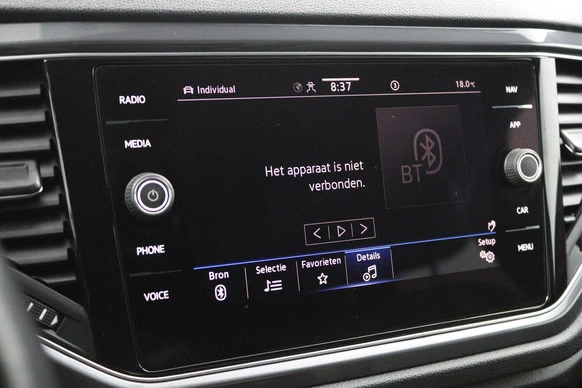 RADIO
MEDIA
PHONE
VOICE
Individual
8:37
3
18.0°C
Het apparaat is niet
verbonden.
BT
Bron
Selectie
Favorieten
Details
Setup
NAV
APP
CAR
MENU